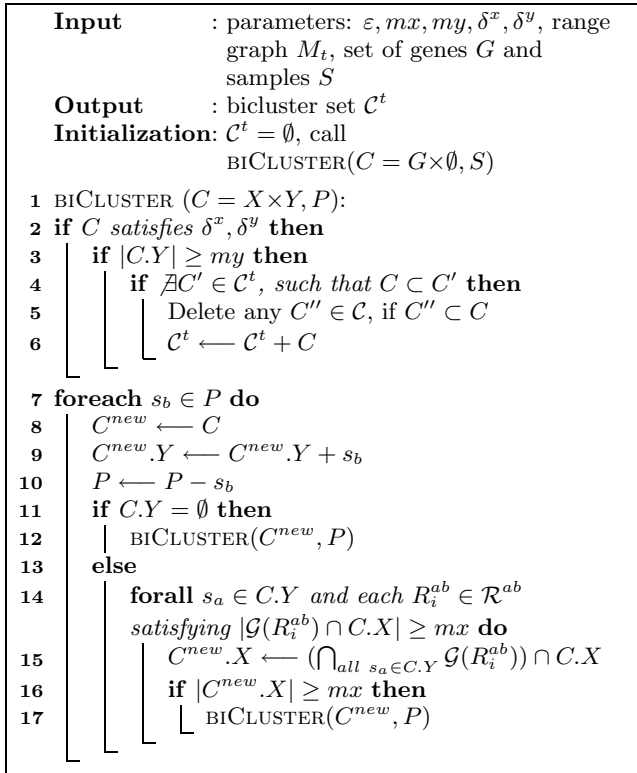 Input : parameters: ε, mx, my, δ^x, δ^y, range
graph M_t, set of genes G and
samples S
Output : bicluster set 𝒞^t
Initialization: 𝒞^t = ∅, call
BICLUSTER(C = G×∅, S)
1 BICLUSTER (C = X×Y, P):
2 if C satisfies δ^x, δ^y then
3 if |C.Y| ≥ my then
4 if ∄C′ ∈ 𝒞^t, such that C ⊂ C′ then
5 Delete any C′′ ∈ 𝒞, if C′′ ⊂ C
6 𝒞^t ⟵ 𝒞^t + C
7 foreach s_b ∈ P do
8 C^new ⟵ C
9 C^new.Y ⟵ C^new.Y + s_b
10 P ⟵ P − s_b
11 if C.Y = ∅ then
12 BICLUSTER(C^new, P)
13 else
14 forall s_a ∈ C.Y and each R_i^ab ∈ ℛ^ab
satisfying |𝒢(R_i^ab) ∩ C.X| ≥ mx do
15 C^new.X ⟵ (⋂_{all s_a∈C.Y} 𝒢(R_i^ab)) ∩ C.X
16 if |C^new.X| ≥ mx then
17 BICLUSTER(C^new, P)